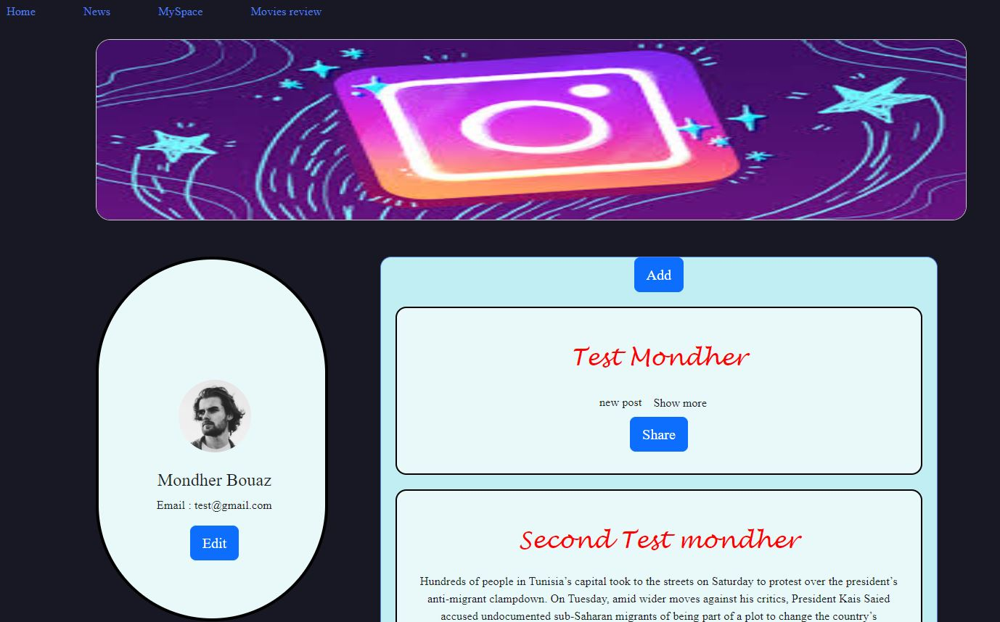 Home News MySpace Movies review
Mondher Bouaz
Email : test@gmail.com
Edit
Add
Test Mondher
new post Show more
Share
Second Test mondher
Hundreds of people in Tunisia’s capital took to the streets on Saturday to protest over the president’s
anti-migrant clampdown. On Tuesday, amid wider moves against his critics, President Kais Saied
accused undocumented sub-Saharan migrants of being part of a plot to change the country’s